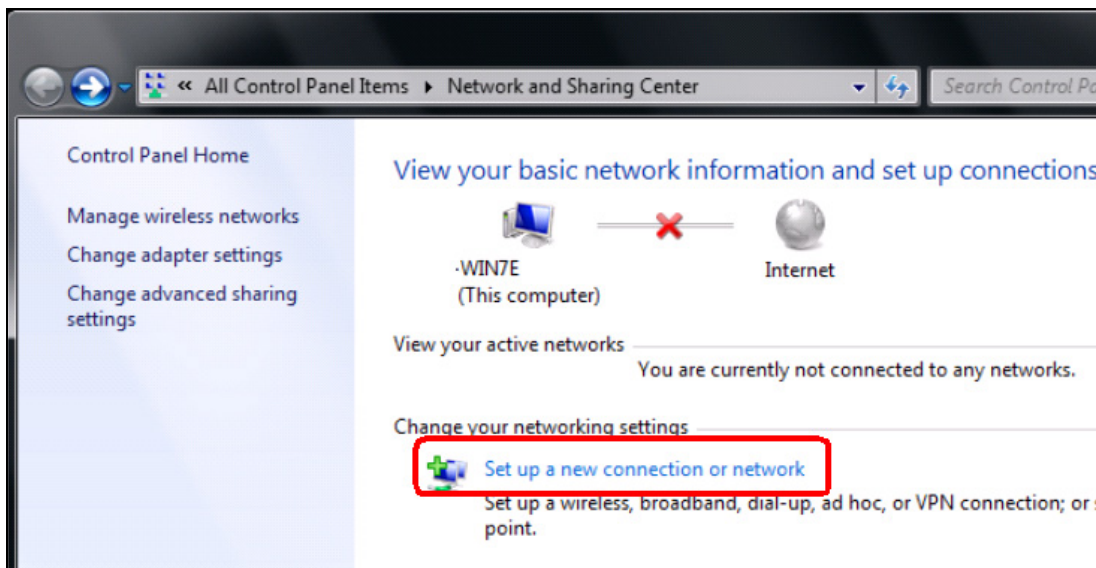 « All Control Panel Items ▸ Network and Sharing Center
Search Control Pa
Control Panel Home
Manage wireless networks
Change adapter settings
Change advanced sharing
settings
View your basic network information and set up connections
-WIN7E
(This computer)
Internet
View your active networks
You are currently not connected to any networks.
Change your networking settings
Set up a new connection or network
Set up a wireless, broadband, dial-up, ad hoc, or VPN connection; or
point.